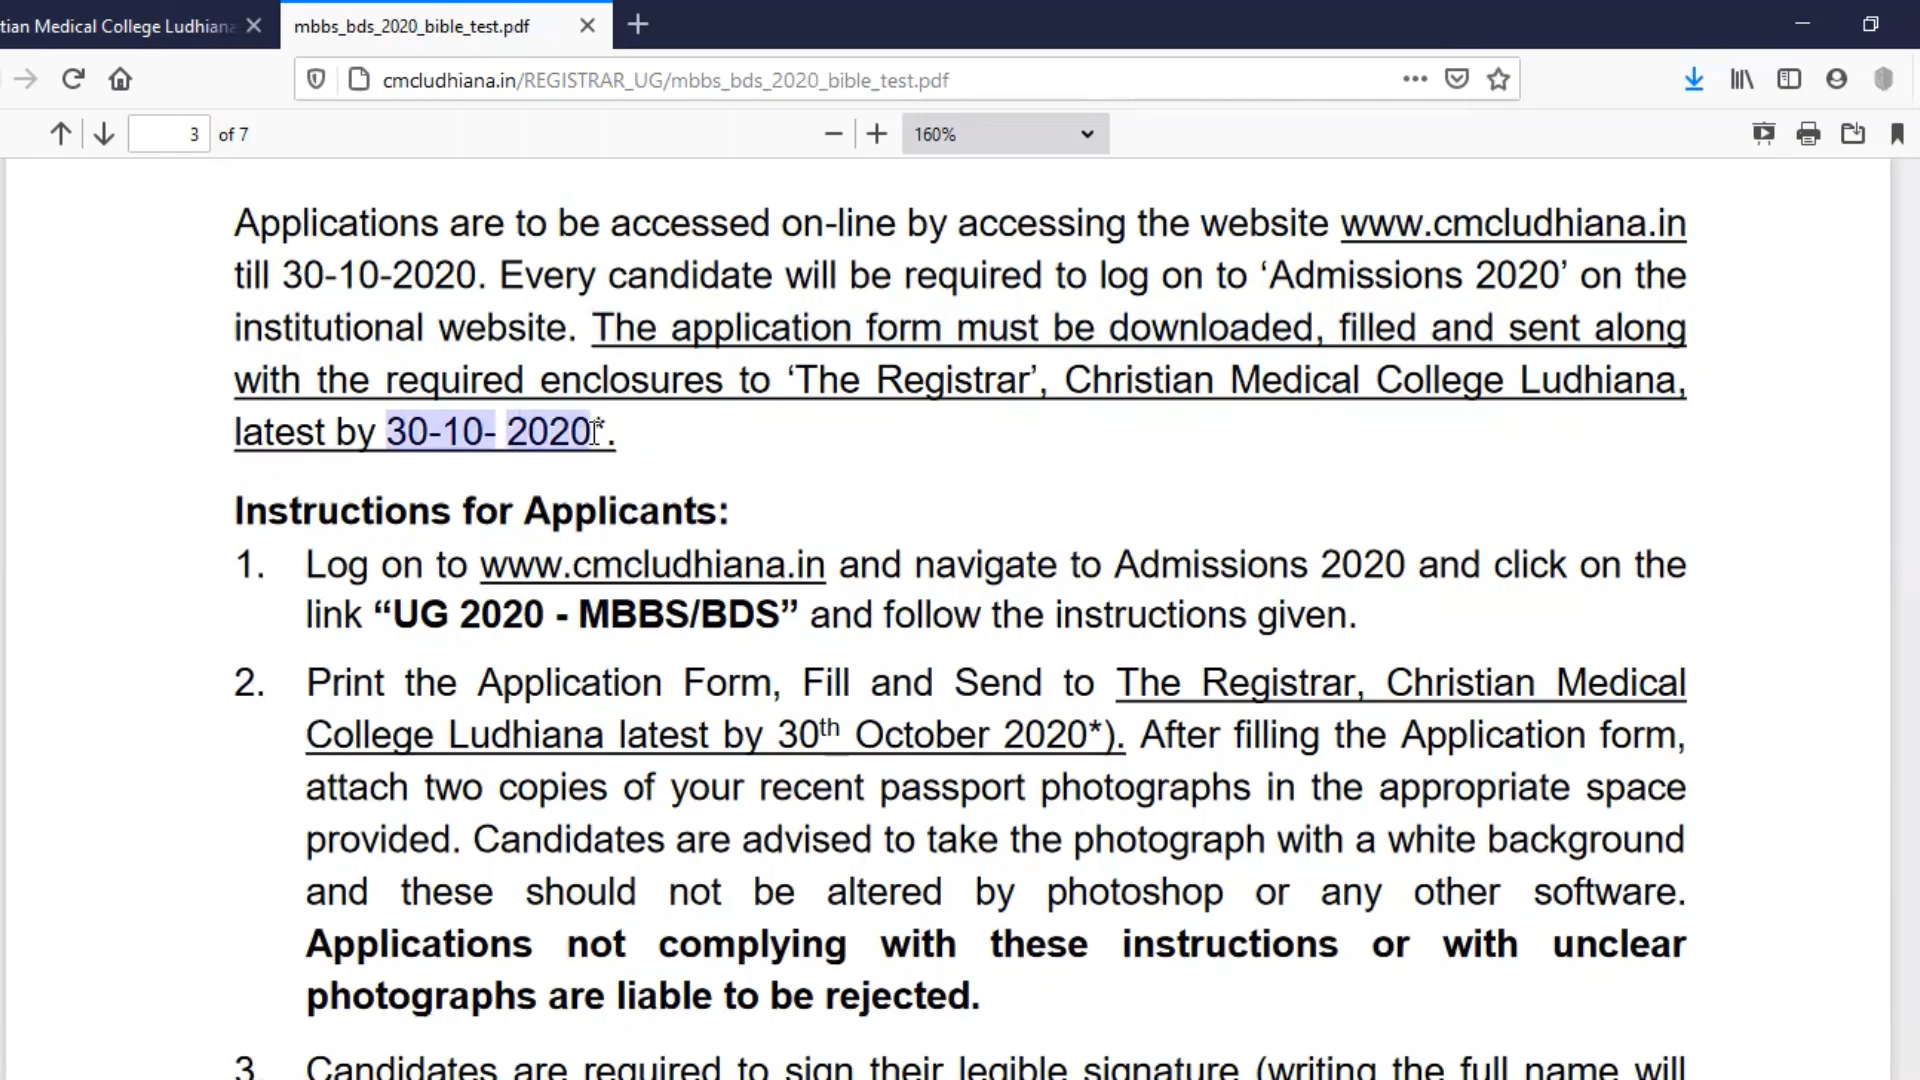 tian Medical College Ludhiana
mbbs_bds_2020_bible_test.pdf
cmcludhiana.in/REGISTRAR_UG/mbbs_bds_2020_bible_test.pdf
3 of 7
160%
Applications are to be accessed on-line by accessing the website www.cmcludhiana.in
till 30-10-2020. Every candidate will be required to log on to ‘Admissions 2020’ on the
institutional website. The application form must be downloaded, filled and sent along
with the required enclosures to ‘The Registrar’, Christian Medical College Ludhiana,
latest by 30-10- 2020*.
Instructions for Applicants:
1. Log on to www.cmcludhiana.in and navigate to Admissions 2020 and click on the
link “UG 2020 - MBBS/BDS” and follow the instructions given.
2. Print the Application Form, Fill and Send to The Registrar, Christian Medical
College Ludhiana latest by 30th October 2020*). After filling the Application form,
attach two copies of your recent passport photographs in the appropriate space
provided. Candidates are advised to take the photograph with a white background
and these should not be altered by photoshop or any other software.
Applications not complying with these instructions or with unclear
photographs are liable to be rejected.
3. Candidates are required to sign their legible signature (writing the full name will